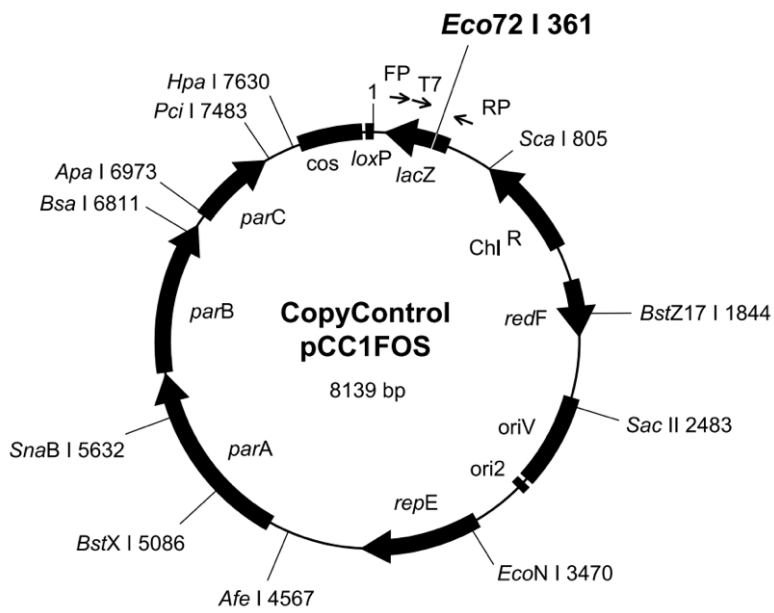 Eco72 I 361
FP
T7
1
RP
Hpa I 7630
Pci I 7483
Sca I 805
cos
loxP
lacZ
Apa I 6973
Bsa I 6811
parC
Chl R
parB
CopyControl
pCC1FOS
8139 bp
redF
BstZ17 I 1844
oriV
Sac II 2483
SnaB I 5632
parA
ori2
repE
BstX I 5086
EcoN I 3470
Afe I 4567